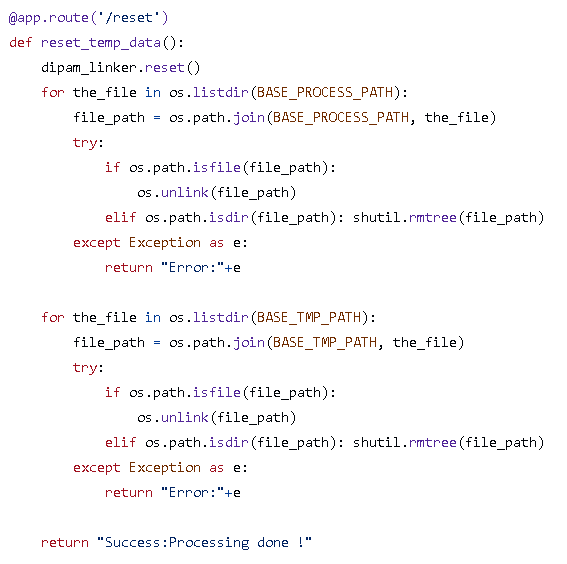 @app.route('/reset')
def reset_temp_data():
    dipam_linker.reset()
    for the_file in os.listdir(BASE_PROCESS_PATH):
        file_path = os.path.join(BASE_PROCESS_PATH, the_file)
        try:
            if os.path.isfile(file_path):
                os.unlink(file_path)
            elif os.path.isdir(file_path): shutil.rmtree(file_path)
        except Exception as e:
            return "Error:"+e

    for the_file in os.listdir(BASE_TMP_PATH):
        file_path = os.path.join(BASE_TMP_PATH, the_file)
        try:
            if os.path.isfile(file_path):
                os.unlink(file_path)
            elif os.path.isdir(file_path): shutil.rmtree(file_path)
        except Exception as e:
            return "Error:"+e

    return "Success:Processing done !"